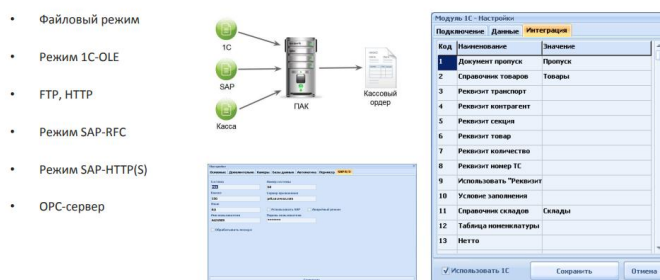 • Файловый режим
• Режим 1C-OLE
• FTP, HTTP
• Режим SAP-RFC
• Режим SAP-HTTP(S)
• OPC-сервер
1C
SAP
Касса
ПАК
Кассовый
ордер
Модуль 1С - Настройки
Подключение Данные Интеграция
Код Наименование Значение
1 Документ пропуск Пропуск
2 Справочник товаров Товары
3 Реквизит транспорт
4 Реквизит контрагент
5 Реквизит секция
6 Реквизит товар
7 Реквизит количество
8 Реквизит номер ТС
9 Использовать "Реквизит
10 Условие заполнения
11 Справочник складов Склады
12 Таблица номенклатуры
13 Нетто
Использовать 1С Сохранить Отмена